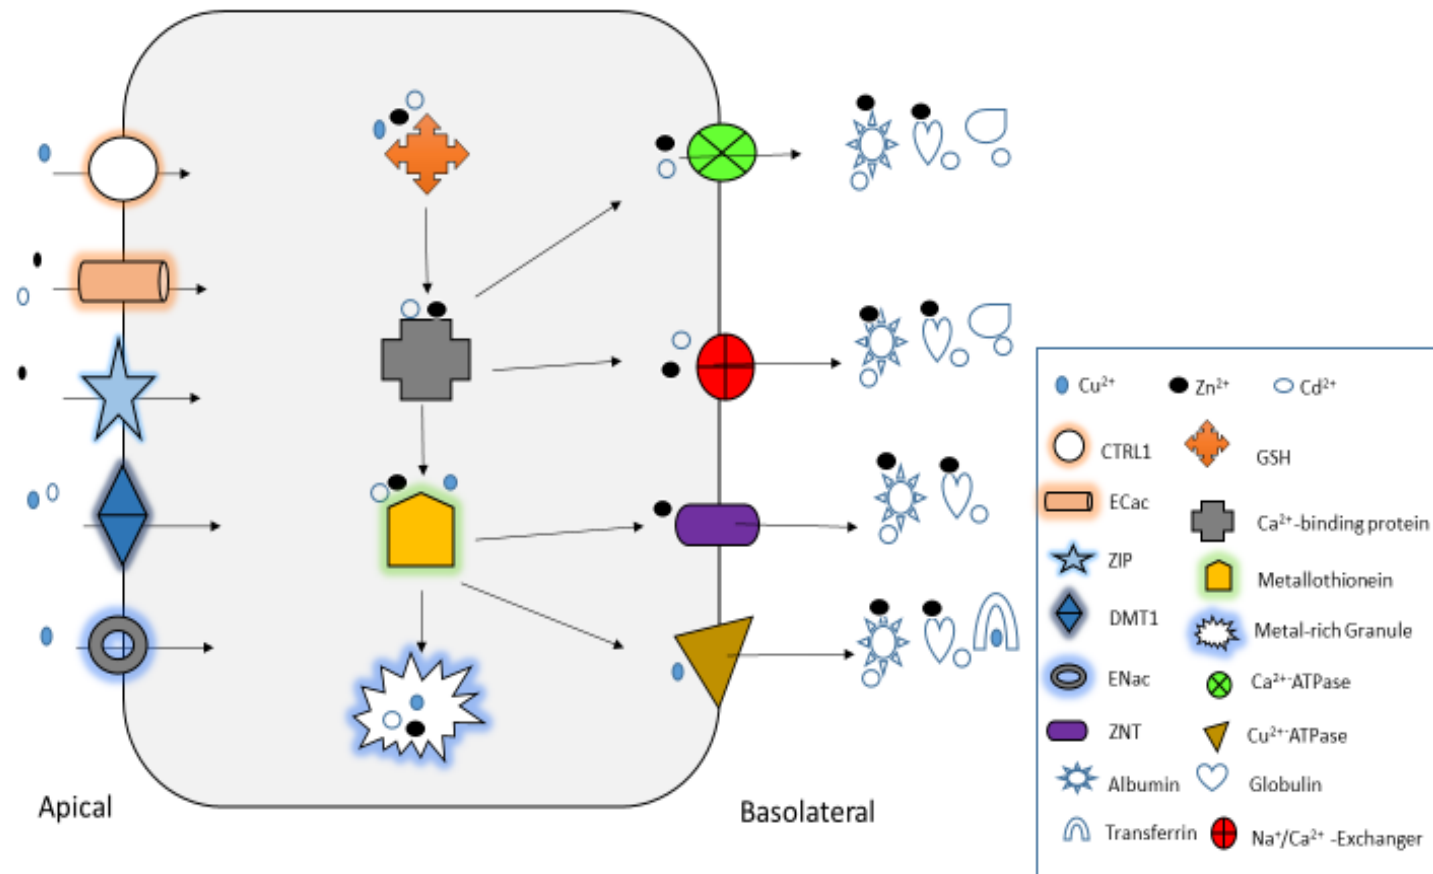 Apical
Basolateral
Cu²⁺
Zn²⁺
Cd²⁺
CTRL1
GSH
ECac
Ca²⁺-binding protein
ZIP
Metallothionein
DMT1
Metal-rich Granule
ENac
Ca²⁺⁻ATPase
ZNT
Cu²⁺⁻ATPase
Albumin
Globulin
Transferrin
Na⁺/Ca²⁺ -Exchanger